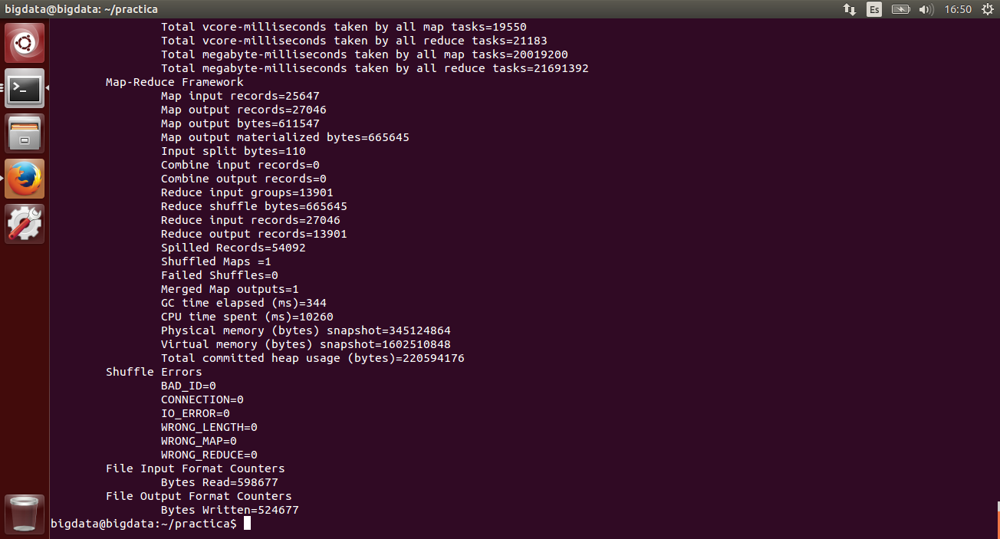 bigdata@bigdata: ~/practica
Es
16:50
Total vcore-milliseconds taken by all map tasks=19550
Total vcore-milliseconds taken by all reduce tasks=21183
Total megabyte-milliseconds taken by all map tasks=20019200
Total megabyte-milliseconds taken by all reduce tasks=21691392
Map-Reduce Framework
Map input records=25647
Map output records=27046
Map output bytes=611547
Map output materialized bytes=665645
Input split bytes=110
Combine input records=0
Combine output records=0
Reduce input groups=13901
Reduce shuffle bytes=665645
Reduce input records=27046
Reduce output records=13901
Spilled Records=54092
Shuffled Maps =1
Failed Shuffles=0
Merged Map outputs=1
GC time elapsed (ms)=344
CPU time spent (ms)=10260
Physical memory (bytes) snapshot=345124864
Virtual memory (bytes) snapshot=1602510848
Total committed heap usage (bytes)=220594176
Shuffle Errors
BAD_ID=0
CONNECTION=0
IO_ERROR=0
WRONG_LENGTH=0
WRONG_MAP=0
WRONG_REDUCE=0
File Input Format Counters
Bytes Read=598677
File Output Format Counters
Bytes Written=524677
bigdata@bigdata:~/practica$